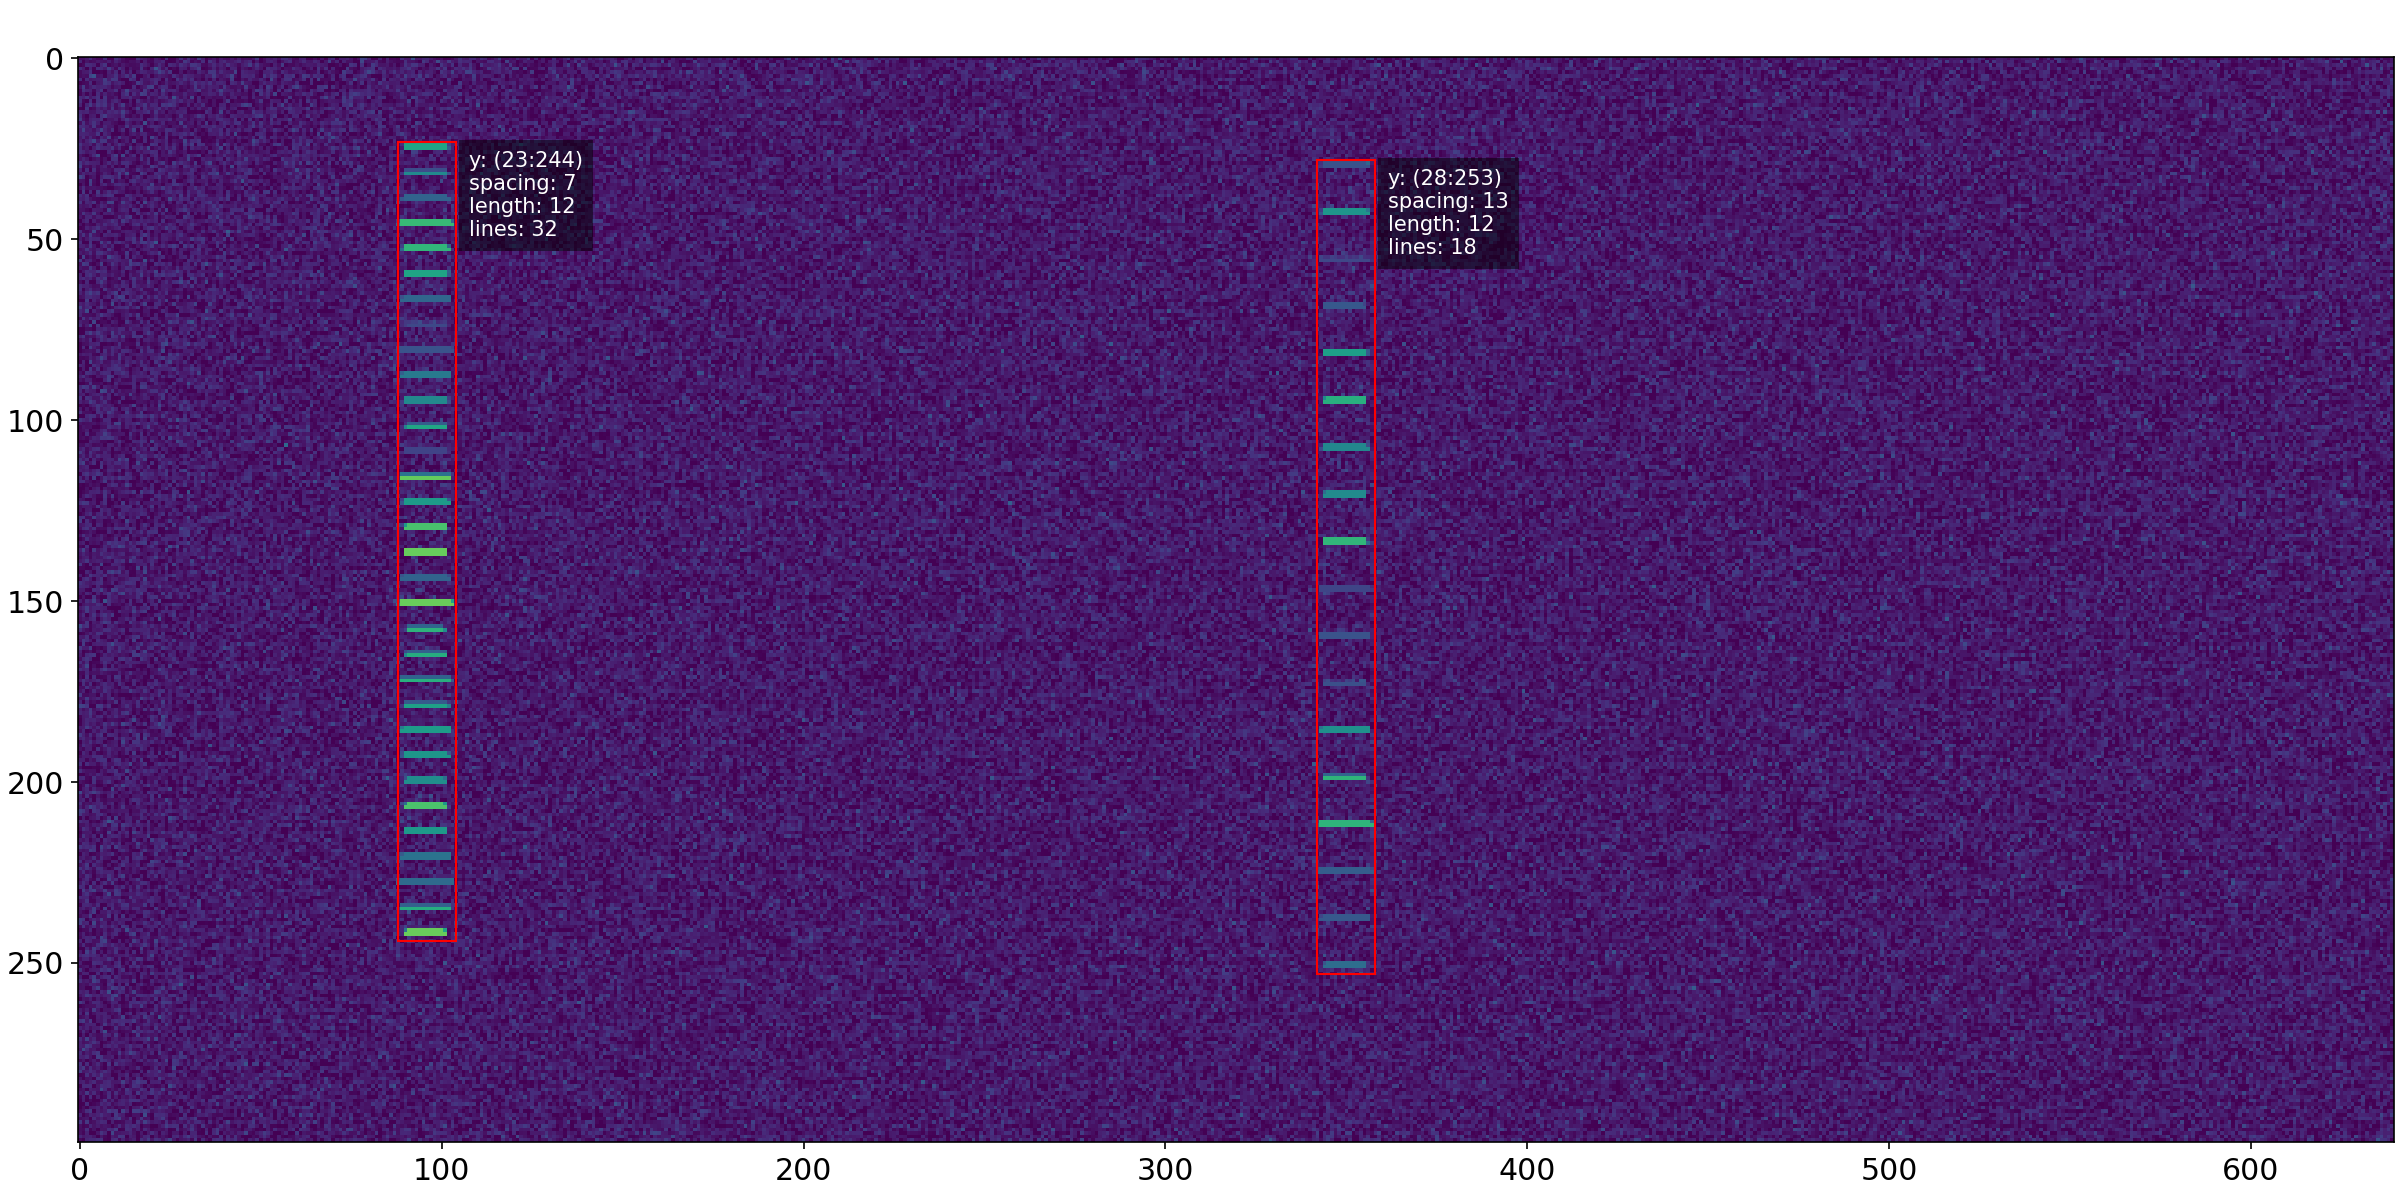 0
50
100
150
200
250
y: (23:244)
spacing: 7
length: 12
lines: 32
y: (28:253)
spacing: 13
length: 12
lines: 18
0 100 200 300 400 500 600